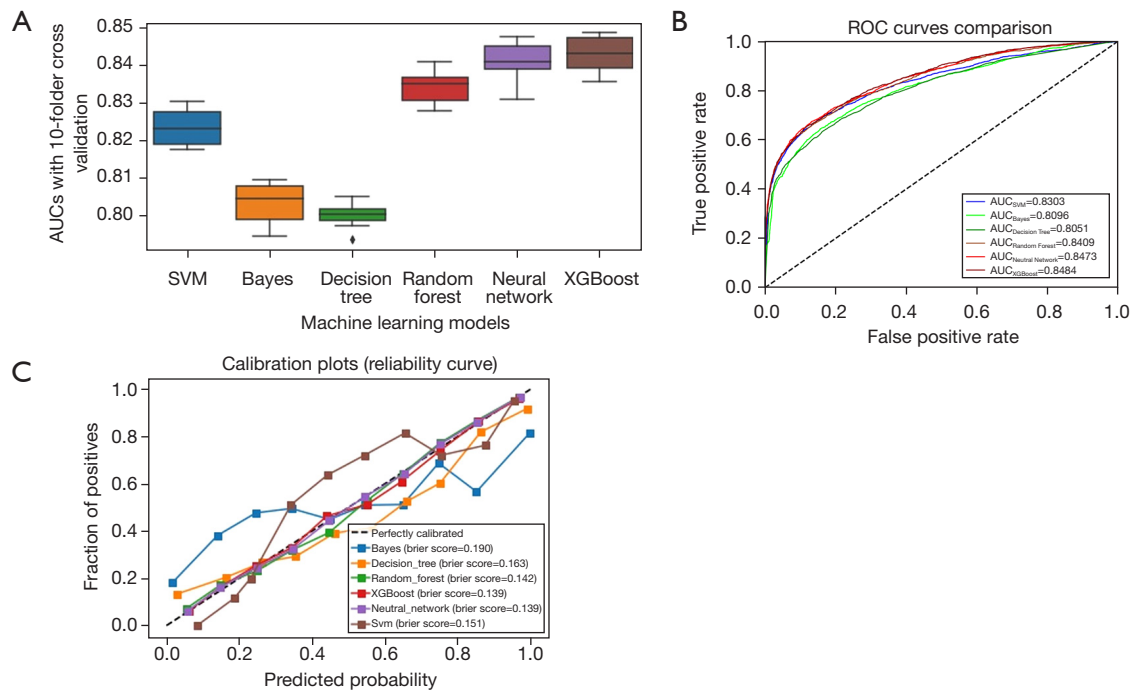 A
AUCs with 10-folder cross
validation
0.85
0.84
0.83
0.82
0.81
0.80
SVM
Bayes
Decision
tree
Random
forest
Neural
network
XGBoost
Machine learning models
B
ROC curves comparison
True positive rate
1.0
0.8
0.6
0.4
0.2
0.0
0.0
0.2
0.4
0.6
0.8
1.0
False positive rate
AUCSVM=0.8303
AUCBayes=0.8096
AUCDecision Tree=0.8051
AUCRandom Forest=0.8409
AUCNeutral Network=0.8473
AUCXGBoost=0.8484
C
Calibration plots (reliability curve)
Fraction of positives
1.0
0.8
0.6
0.4
0.2
0.0
0.0
0.2
0.4
0.6
0.8
1.0
Predicted probability
Perfectly calibrated
Bayes (brier score=0.190)
Decision_tree (brier score=0.163)
Random_forest (brier score=0.142)
XGBoost (brier score=0.139)
Neutral_network (brier score=0.139)
Svm (brier score=0.151)